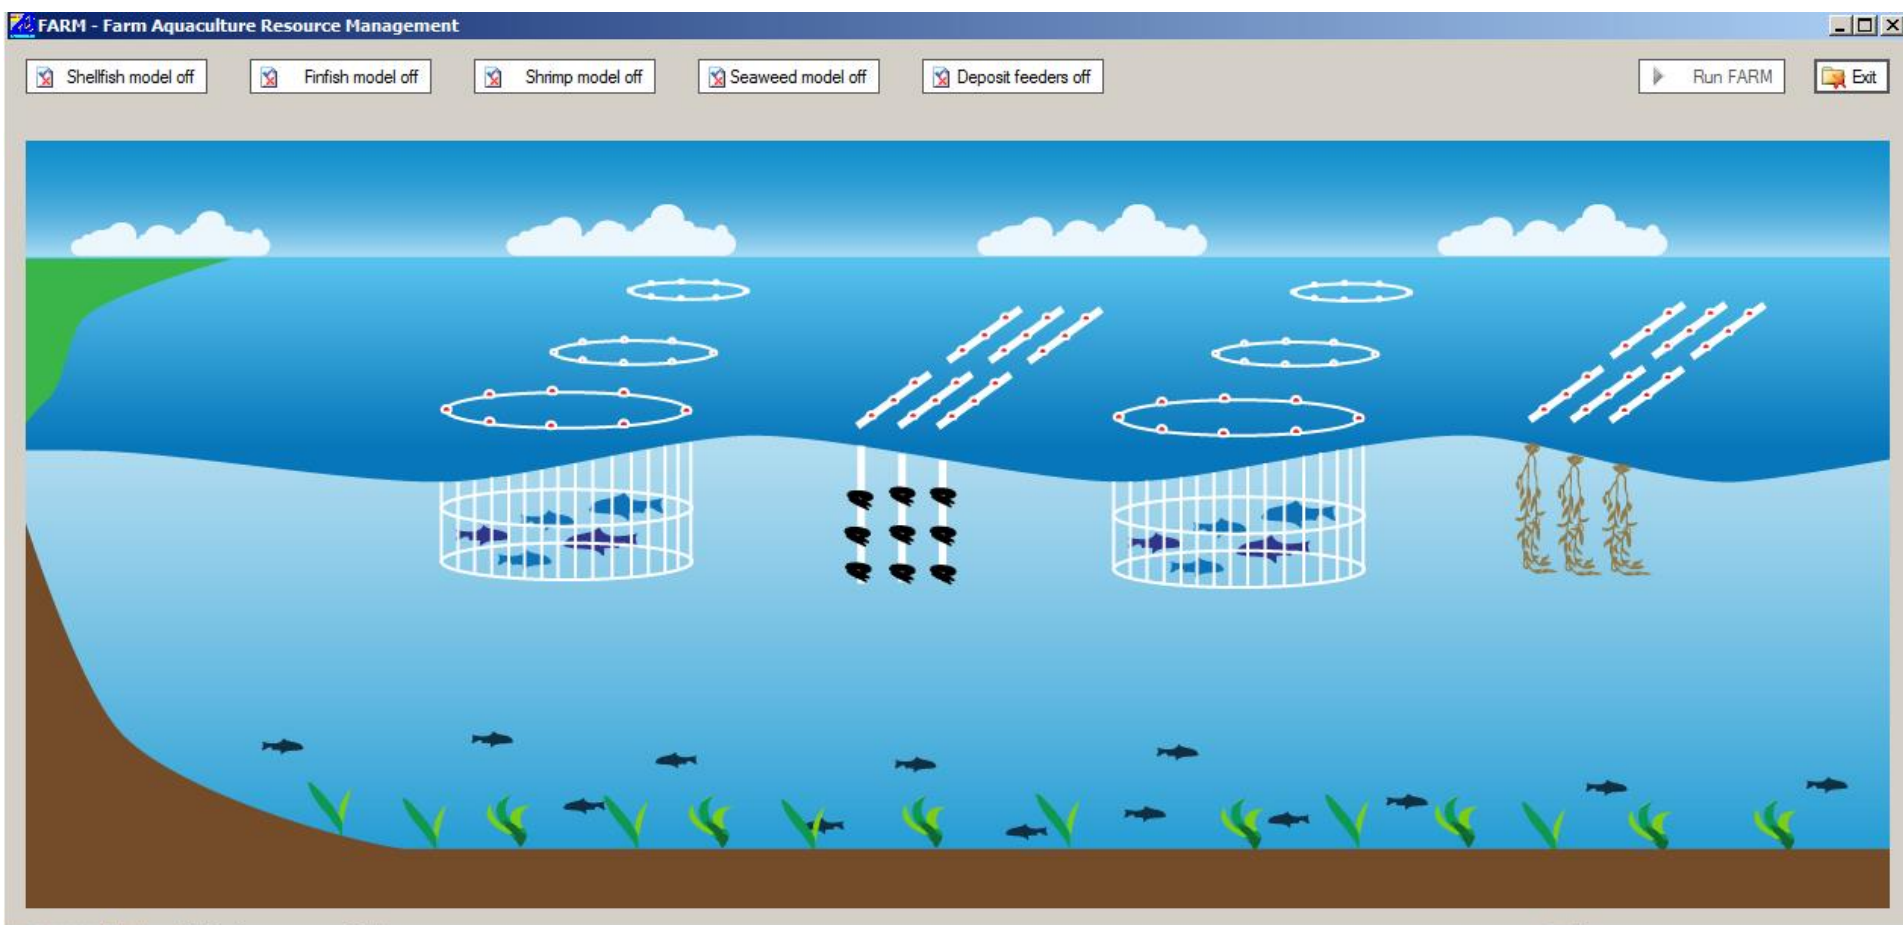 FARM - Farm Aquaculture Resource Management
Shellfish model off
Finfish model off
Shrimp model off
Seaweed model off
Deposit feeders off
Run FARM
Exit